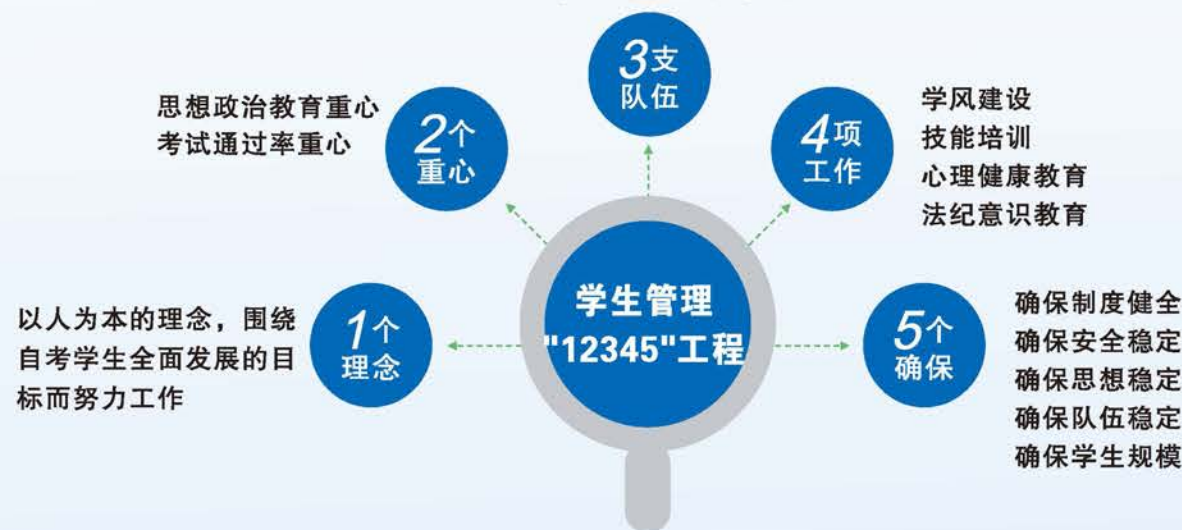 3支
队伍
思想政治教育重心
考试通过率重心
2个
重心
4项
工作
学风建设
技能培训
心理健康教育
法纪意识教育
学生管理
"12345"工程
以人为本的理念，围绕
自考学生全面发展的目
标而努力工作
1个
理念
5个
确保
确保制度健全
确保安全稳定
确保思想稳定
确保队伍稳定
确保学生规模